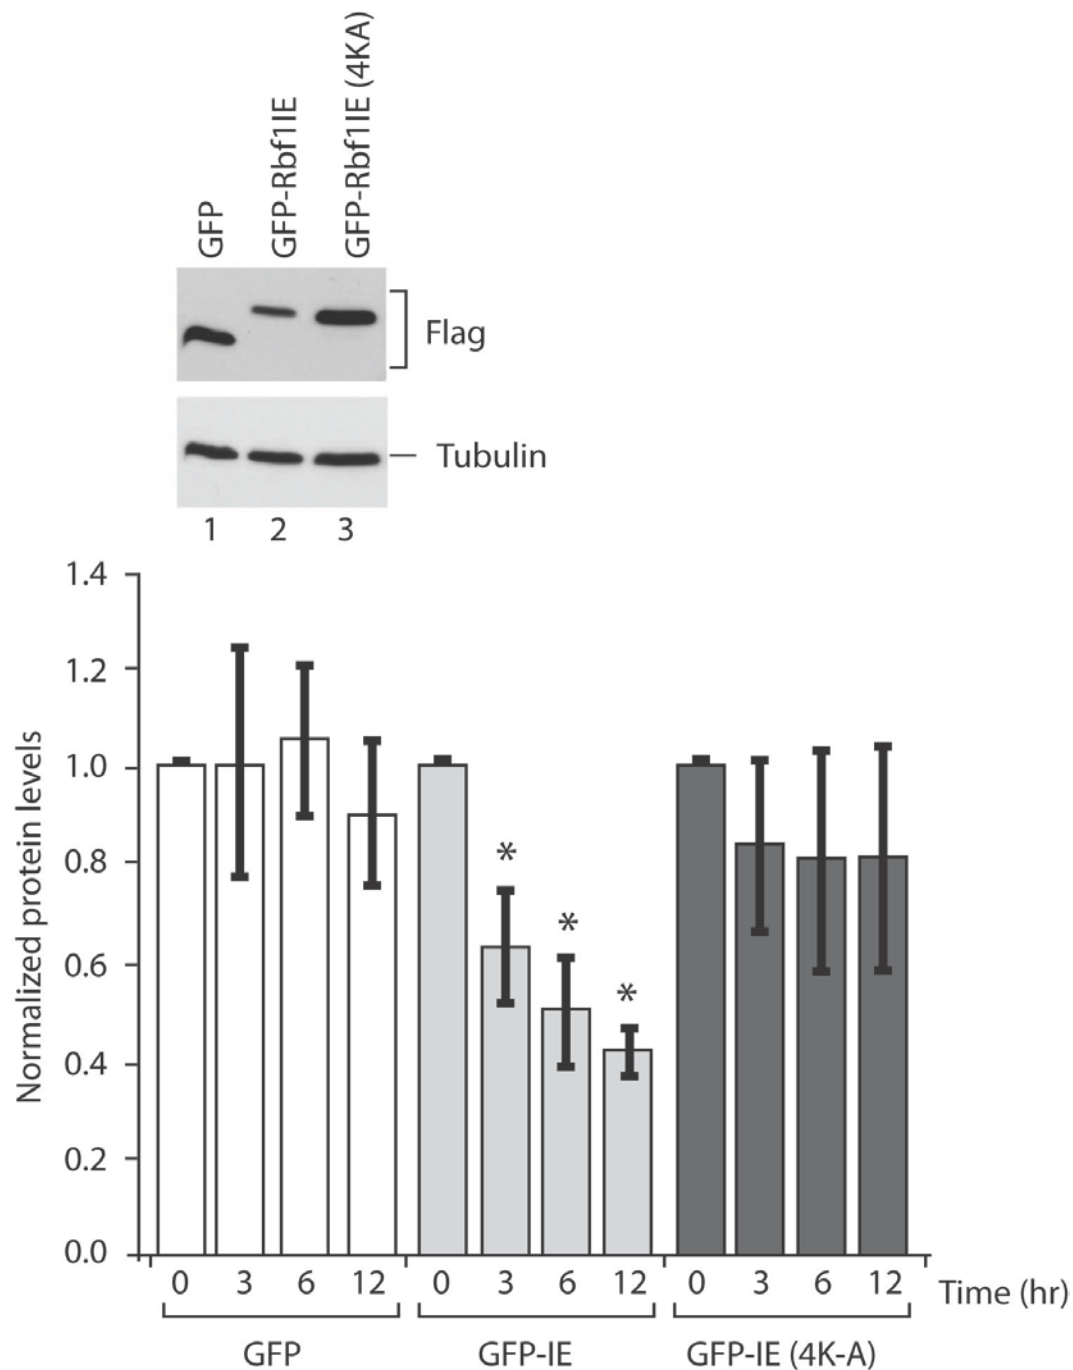 GFP
GFP-Rbf1IE
GFP-Rbf1IE (4KA)
Flag
Tubulin
1 2 3
Normalized protein levels
1.4
1.2
1.0
0.8
0.6
0.4
0.2
0.0
*
*
*
0 3 6 12 0 3 6 12 0 3 6 12 Time (hr)
GFP GFP-IE GFP-IE (4K-A)